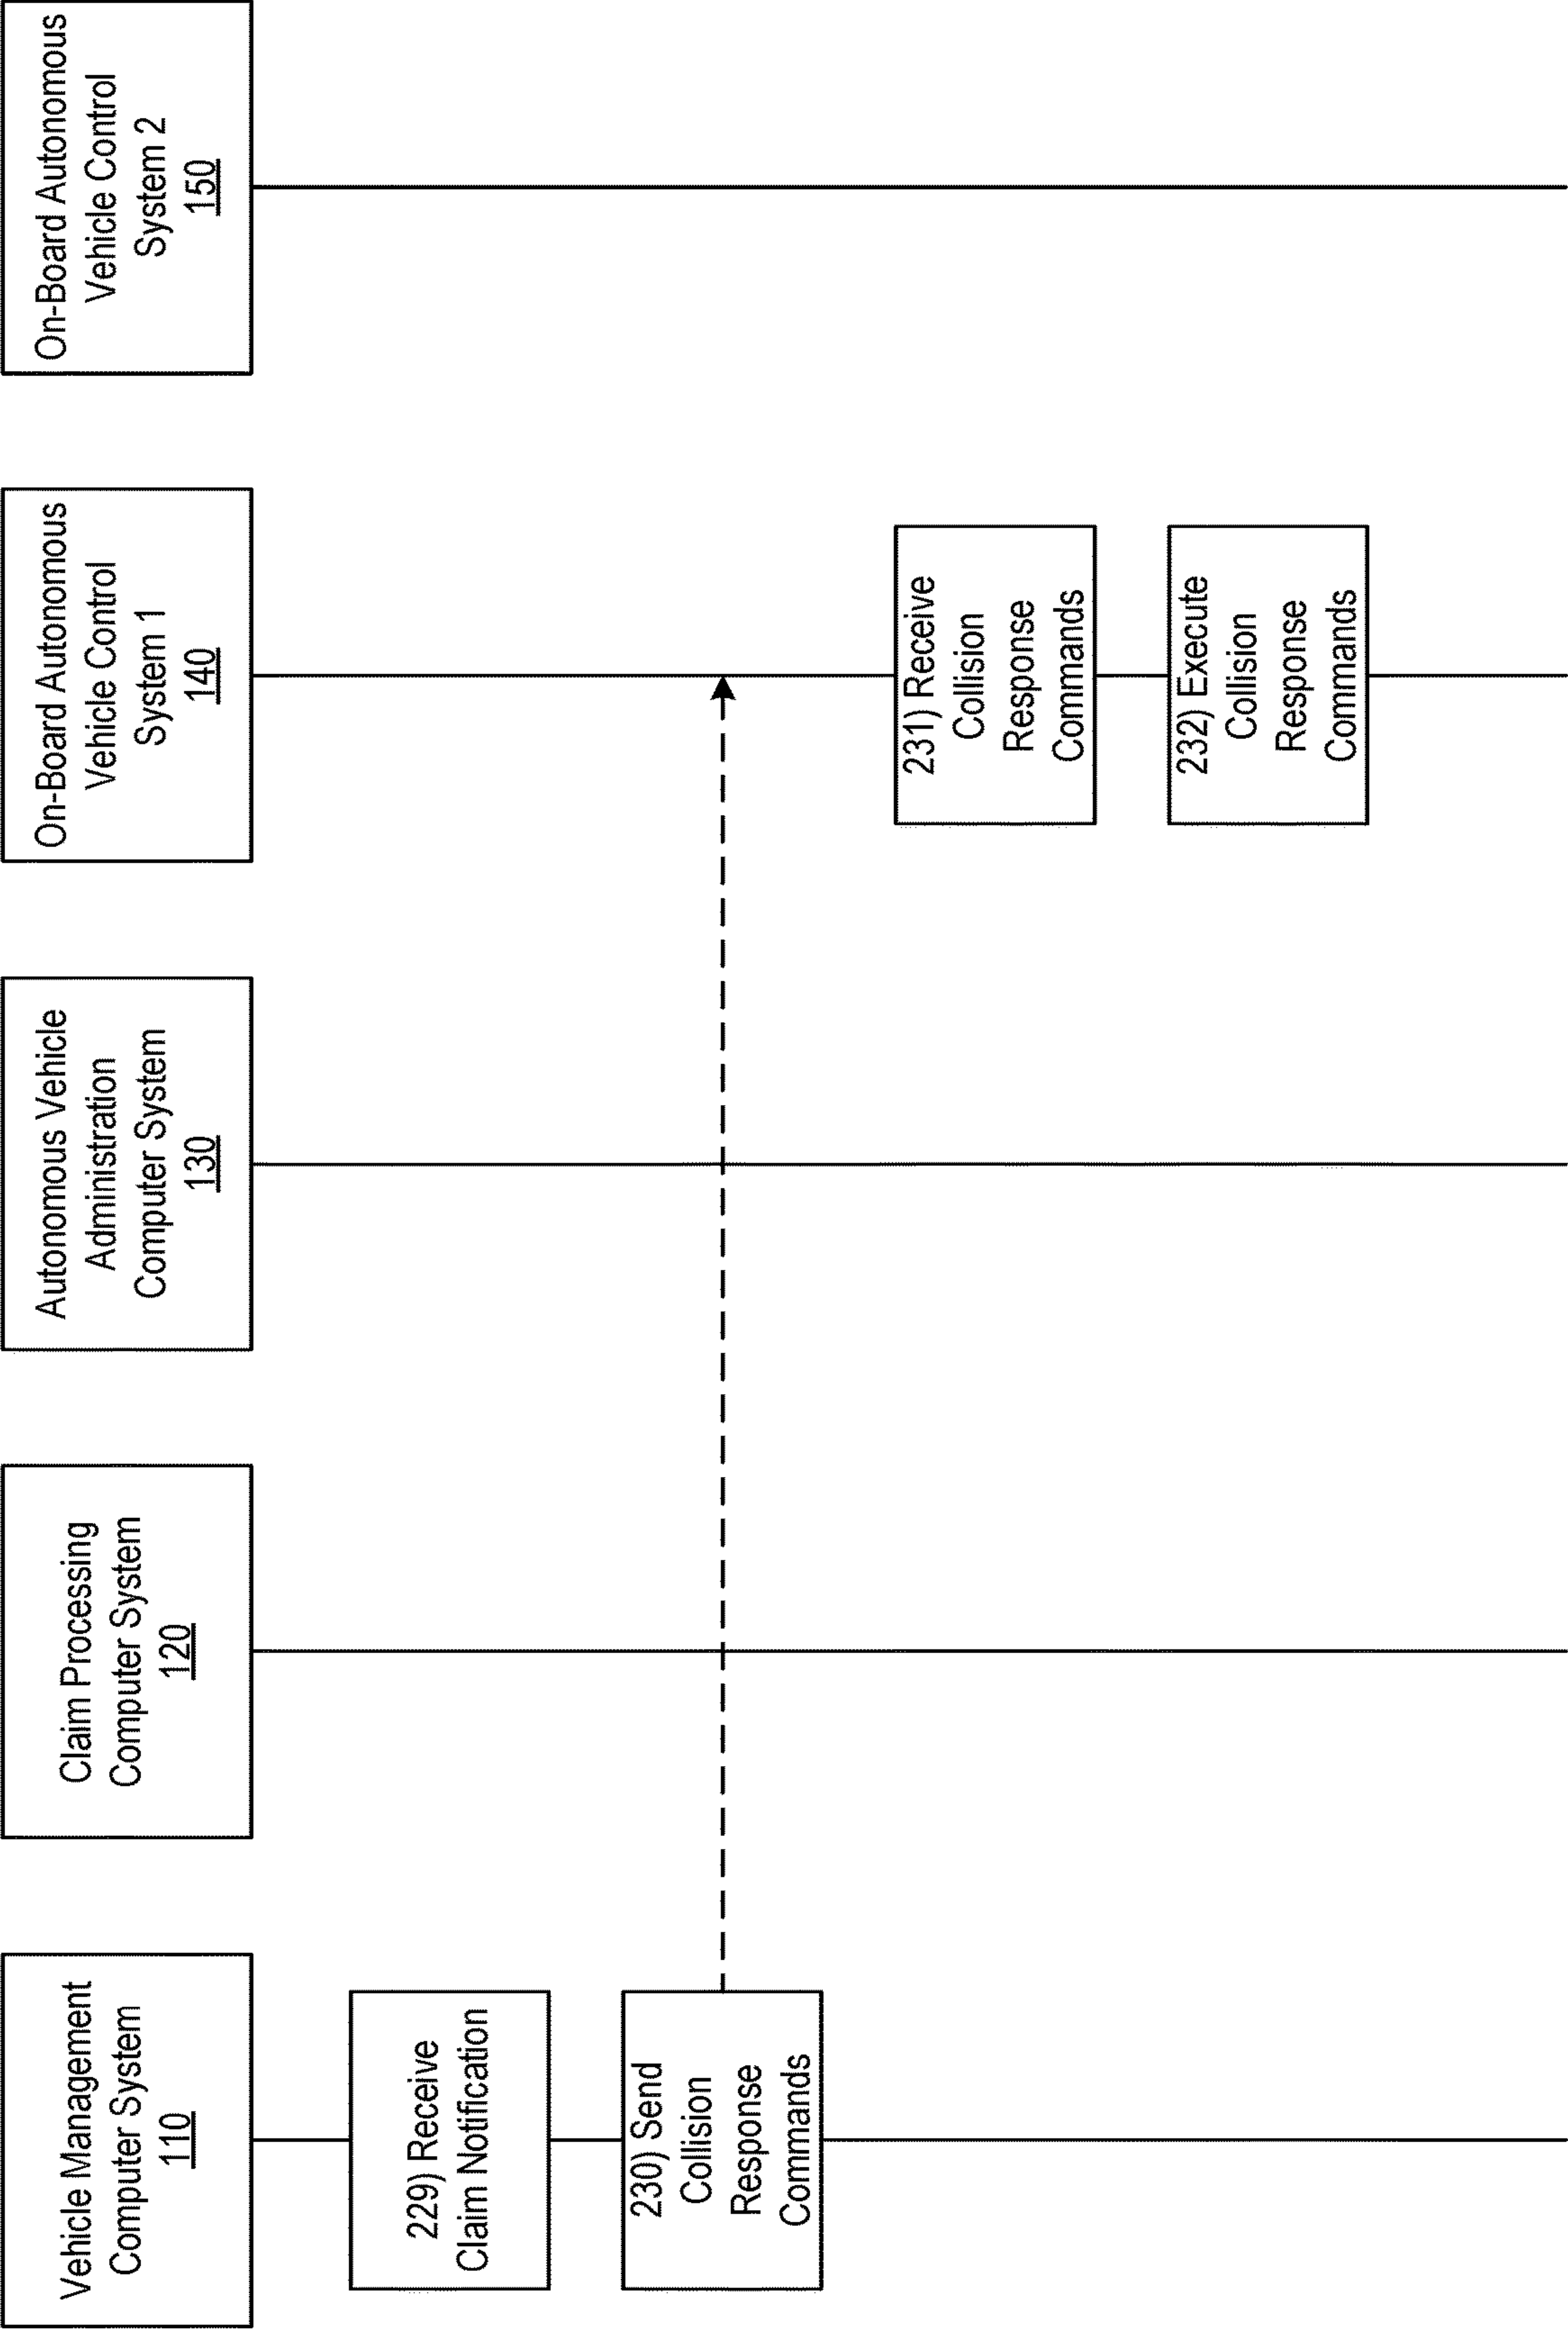 Vehicle Management
Computer System
110
Claim Processing
Computer System
120
Autonomous Vehicle
Administration
Computer System
130
On-Board Autonomous
Vehicle Control
System 1
140
On-Board Autonomous
Vehicle Control
System 2
150
229) Receive
Claim Notification
230) Send
Collision
Response
Commands
231) Receive
Collision
Response
Commands
232) Execute
Collision
Response
Commands